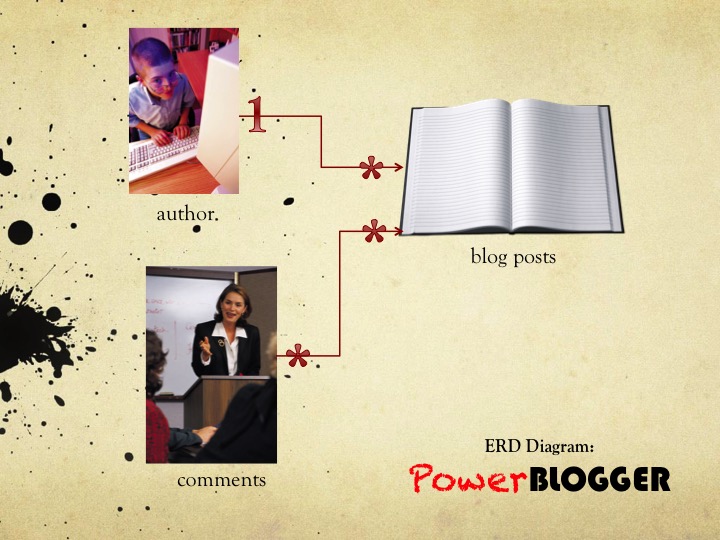 1
*
author.
*
blog posts
*
comments
ERD Diagram:
PowerBLOGGER